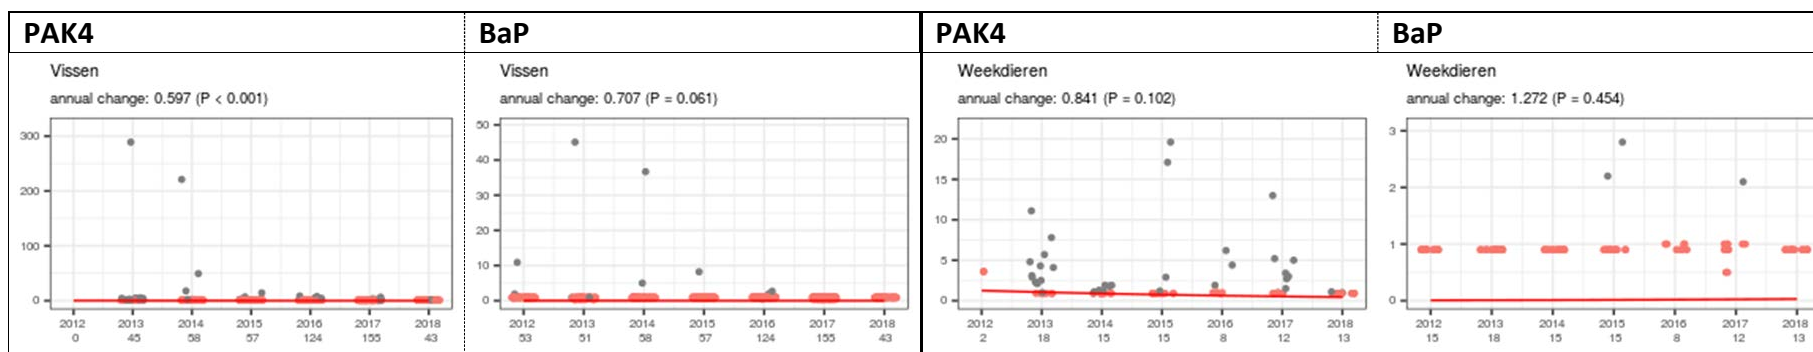 PAK4
BaP
PAK4
BaP
Vissen
annual change: 0.597 (P < 0.001)
300
200
100
0
2012 2013 2014 2015 2016 2017 2018
0 45 58 57 124 155 43
Vissen
annual change: 0.707 (P = 0.061)
50
40
30
20
10
0
2012 2013 2014 2015 2016 2017 2018
53 51 58 57 124 155 43
Weekdieren
annual change: 0.841 (P = 0.102)
20
15
10
5
0
2012 2013 2014 2015 2016 2017 2018
2 18 15 15 8 12 13
Weekdieren
annual change: 1.272 (P = 0.454)
3
2
1
0
2012 2013 2014 2015 2016 2017 2018
15 18 15 15 8 12 13